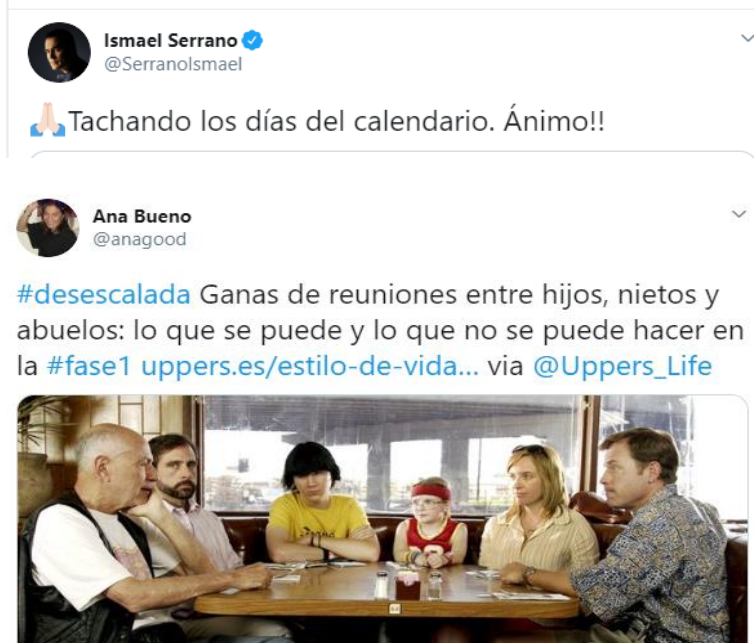 Ismael Serrano
@SerranoIsmael
🙏🏻Tachando los días del calendario. Ánimo!!
Ana Bueno
@anagood
#desescalada Ganas de reuniones entre hijos, nietos y
abuelos: lo que se puede y lo que no se puede hacer en
la #fase1 uppers.es/estilo-de-vida... via @Uppers_Life